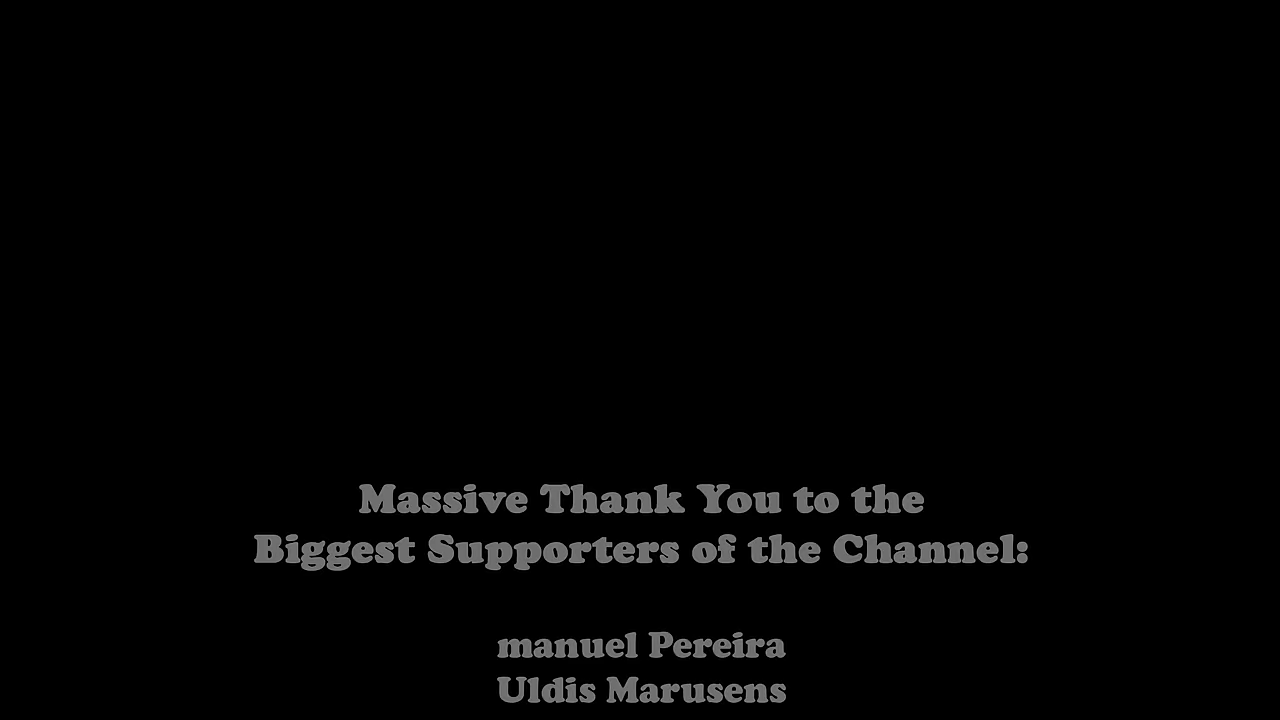 Massive Thank You to the
Biggest Supporters of the Channel:
manuel Pereira
Uldis Marusens